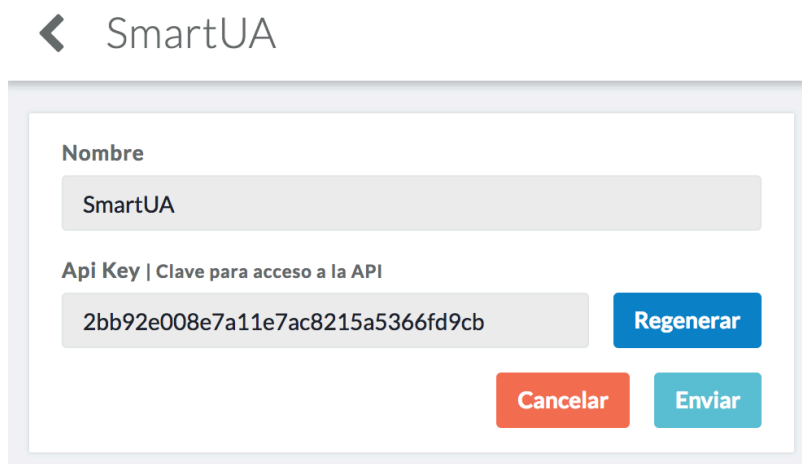 SmartUA
Nombre
SmartUA
Api Key | Clave para acceso a la API
2bb92e008e7a11e7ac8215a5366fd9cb Regenerar
Cancelar Enviar